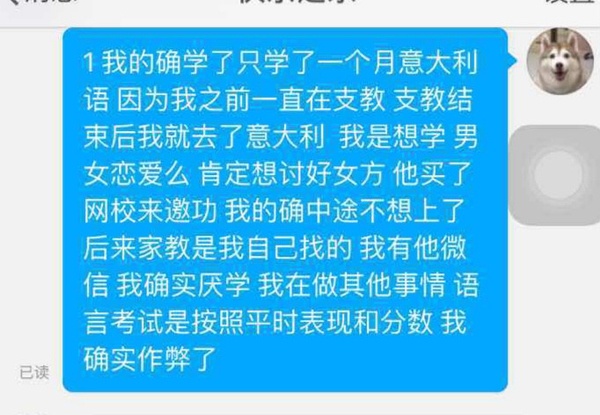 1我的确学了只学了一个月意大利
语 因为我之前一直在支教 支教结
束后我就去了意大利 我是想学 男
女恋爱么 肯定想讨好女方 他买了
网校来邀功 我的确中途不想上了
后来家教是我自己找的 我有他微
信 我确实厌学 我在做其他事情 语
言考试是按照平时表现和分数 我
确实作弊了
已读